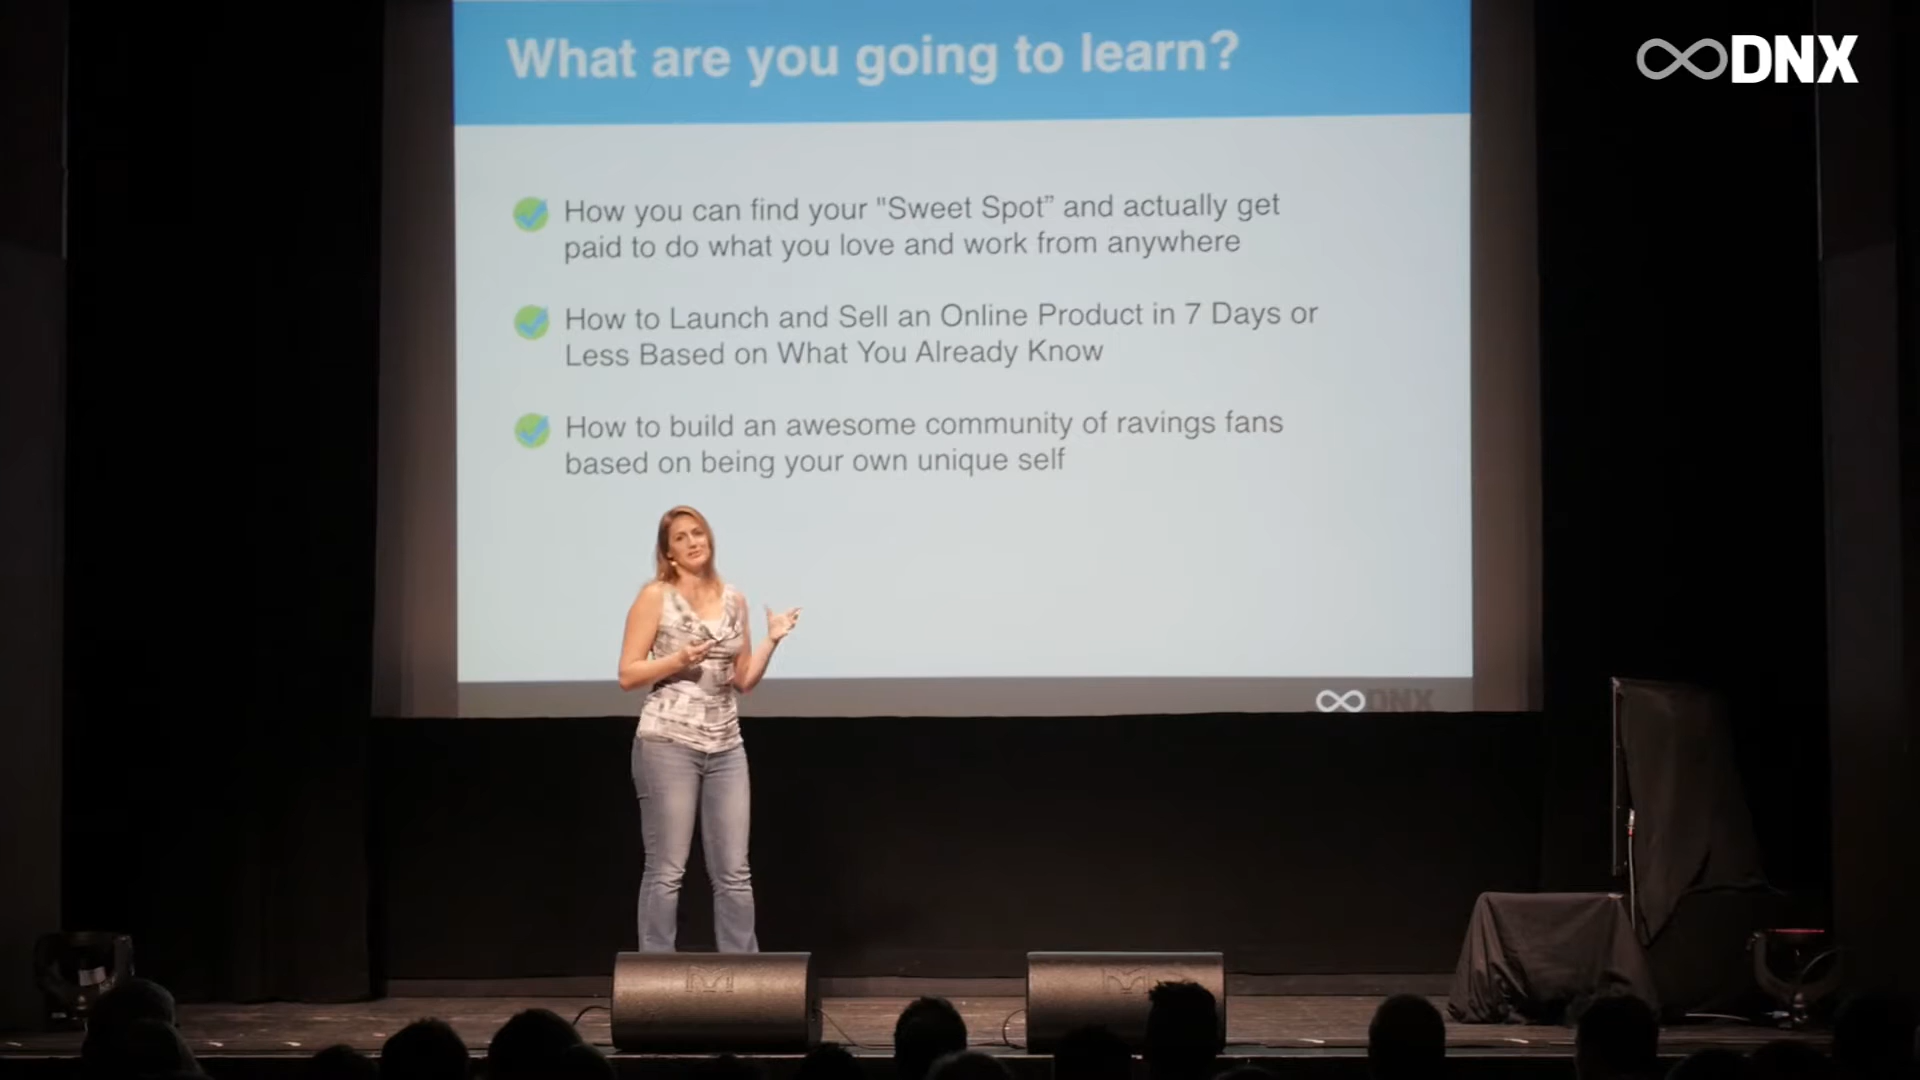 What are you going to learn?
DNX
How you can find your "Sweet Spot” and actually get
paid to do what you love and work from anywhere
How to Launch and Sell an Online Product in 7 Days or
Less Based on What You Already Know
How to build an awesome community of ravings fans
based on being your own unique self
DNX